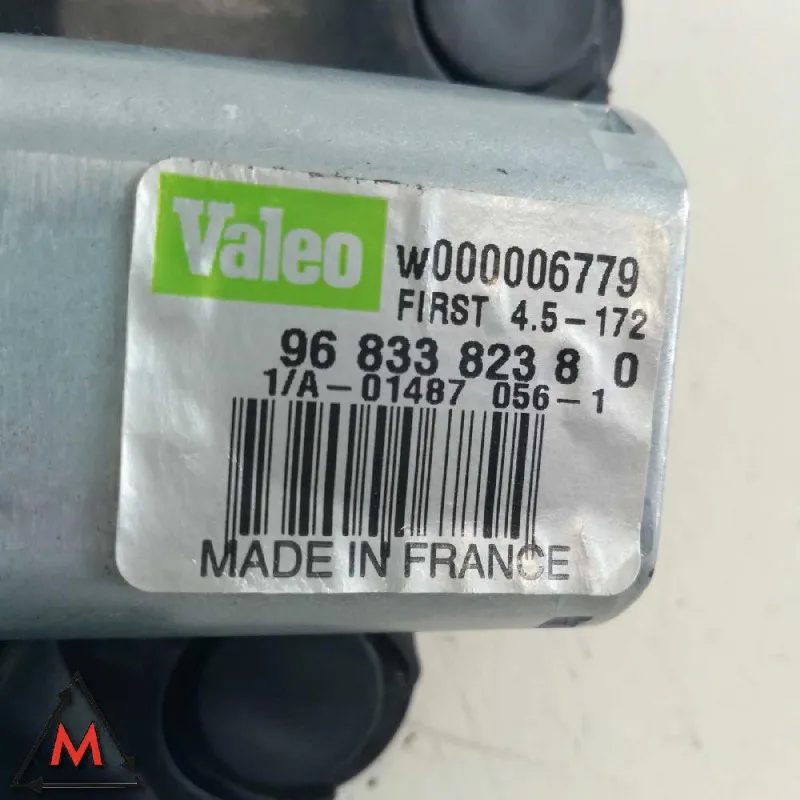 Valeo
w000006779
FIRST 4.5-172
96 833 823 8 0
1/A-01487 056-1
MADE IN FRANCE
M